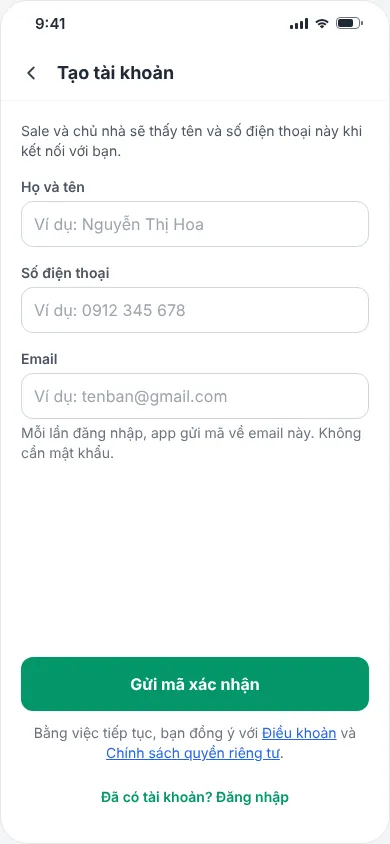 9:41
Tạo tài khoản
Sale và chủ nhà sẽ thấy tên và số điện thoại này khi
kết nối với bạn.
Họ và tên
Ví dụ: Nguyễn Thị Hoa
Số điện thoại
Ví dụ: 0912 345 678
Email
Ví dụ: tenban@gmail.com
Mỗi lần đăng nhập, app gửi mã về email này. Không
cần mật khẩu.
Gửi mã xác nhận
Bằng việc tiếp tục, bạn đồng ý với Điều khoản và
Chính sách quyền riêng tư.
Đã có tài khoản? Đăng nhập